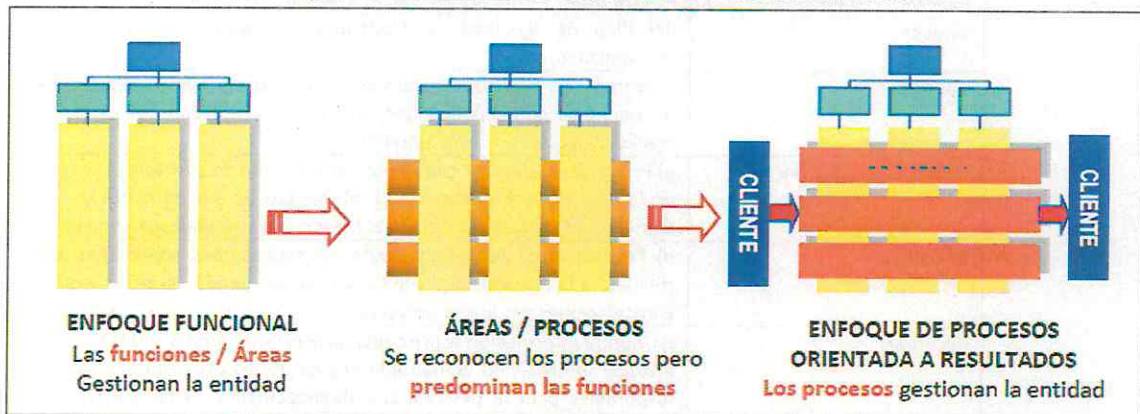 CLIENTE
CLIENTE
ENFOQUE FUNCIONAL
Las funciones / Áreas
Gestionan la entidad
ÁREAS / PROCESOS
Se reconocen los procesos pero
predominan las funciones
ENFOQUE DE PROCESOS
ORIENTADA A RESULTADOS
Los procesos gestionan la entidad